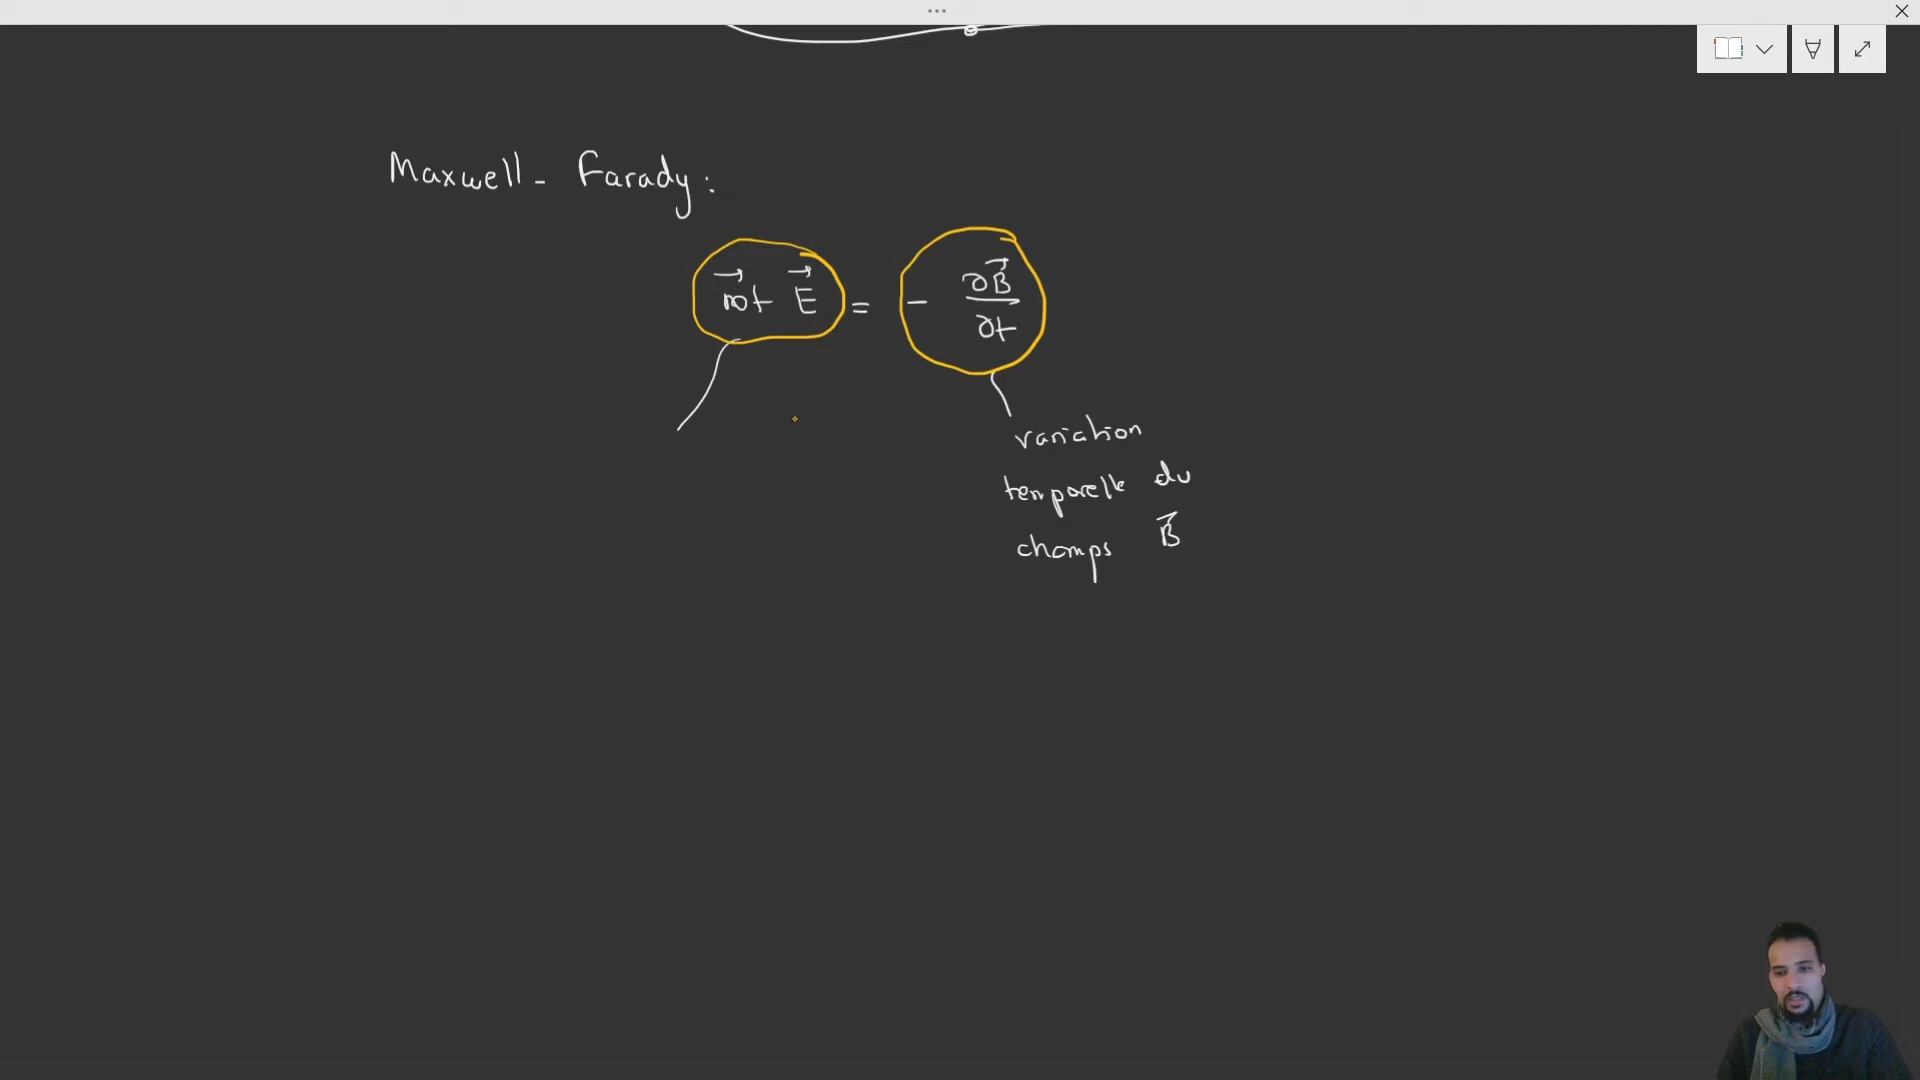 Maxwell - Farady :
rot E = - ∂B/∂t
variation
temporelle du
champs B